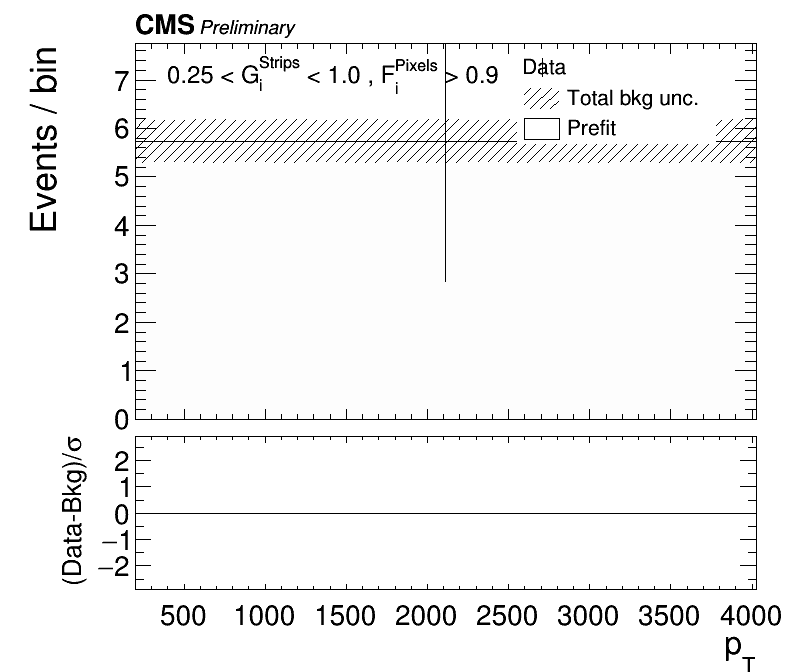 CMS Preliminary
0.25 < G_i^Strips < 1.0 , F_i^Pixels > 0.9
Data
Total bkg unc.
Prefit
Events / bin
7
6
5
4
3
2
1
0
(Data-Bkg)/σ
2
1
0
−1
−2
500 1000 1500 2000 2500 3000 3500 4000
p_T